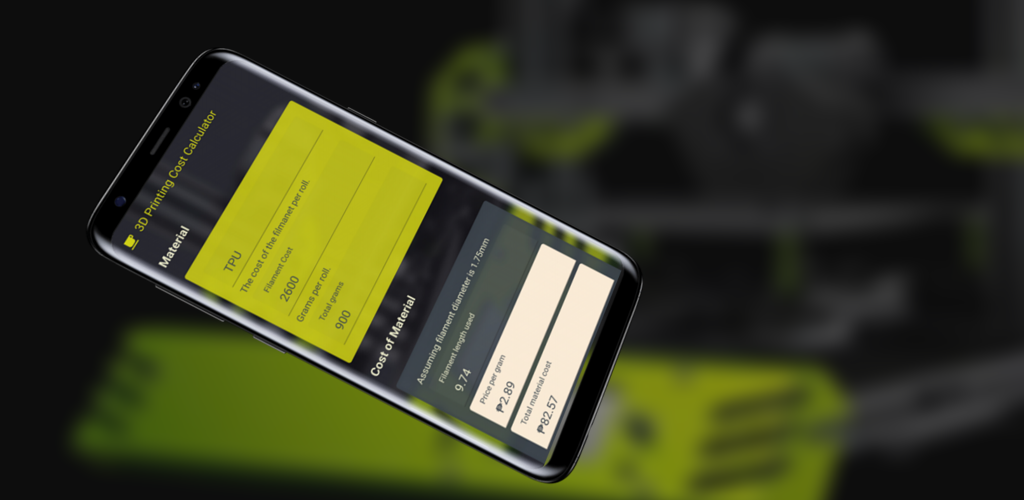 3D Printing Cost Calculator
Material
TPU
The cost of the filmanet per roll.
Filament Cost
2600
Grams per roll.
Total grams
900
Cost of Material
Assuming filament diameter is 1.75mm
Filament length used
9.74
Price per gram
₱2.89
Total material cost
₱82.57